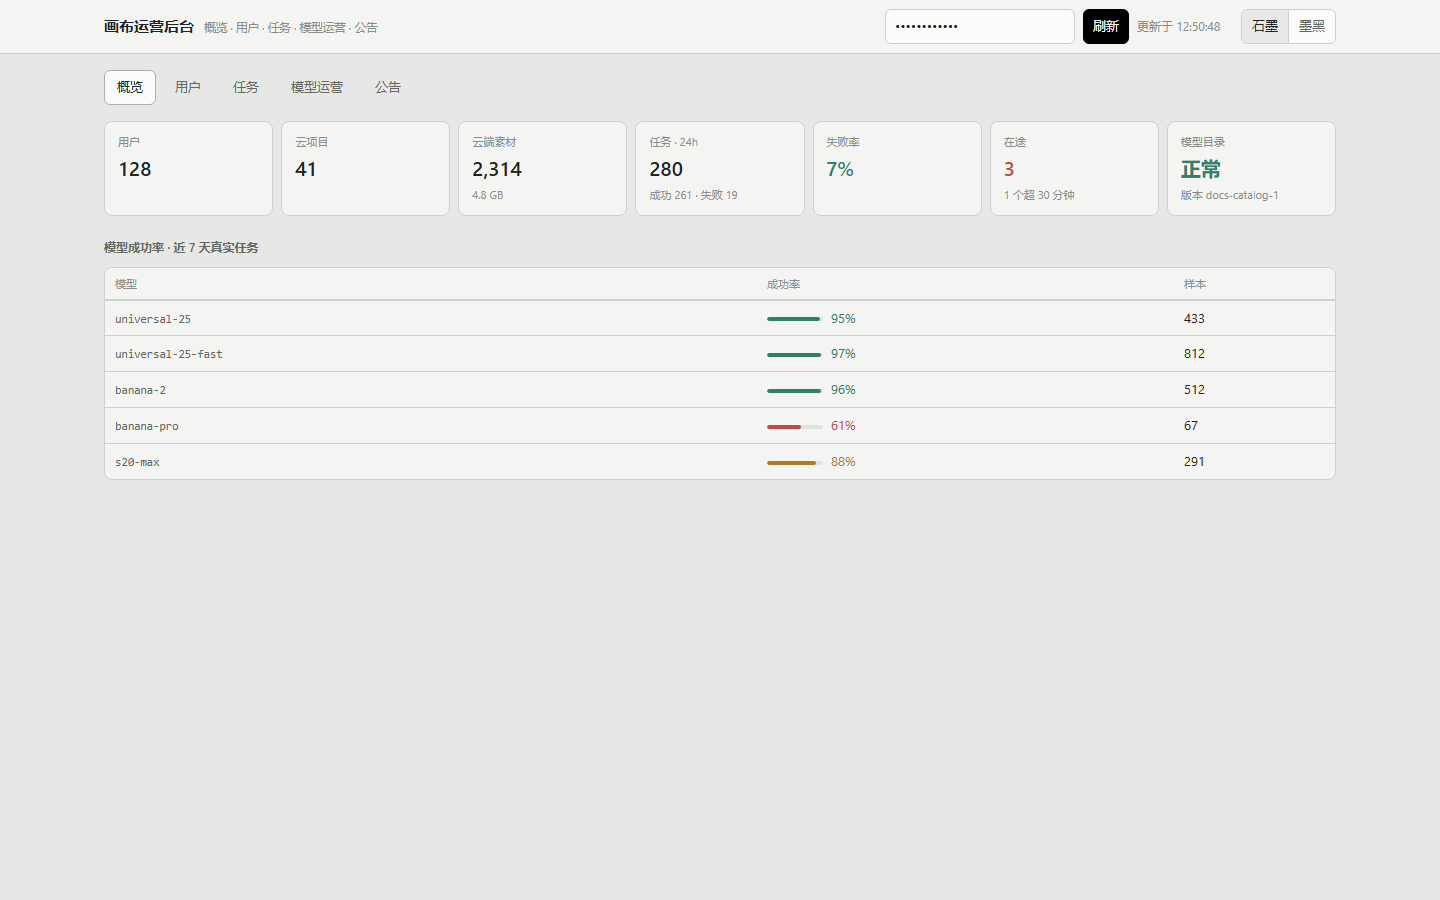 画布运营后台 概览 · 用户 · 任务 · 模型运营 · 公告 •••••••••••• 刷新 更新于 12:50:48 石墨 墨黑
概览 用户 任务 模型运营 公告
用户 云项目 云端素材 任务 · 24h 失败率 在途 模型目录
128 41 2,314 280 7% 3 正常
4.8 GB 成功 261 · 失败 19 1 个超 30 分钟 版本 docs-catalog-1
模型成功率 · 近 7 天真实任务
模型 成功率 样本
universal-25 95% 433
universal-25-fast 97% 812
banana-2 96% 512
banana-pro 61% 67
s20-max 88% 291